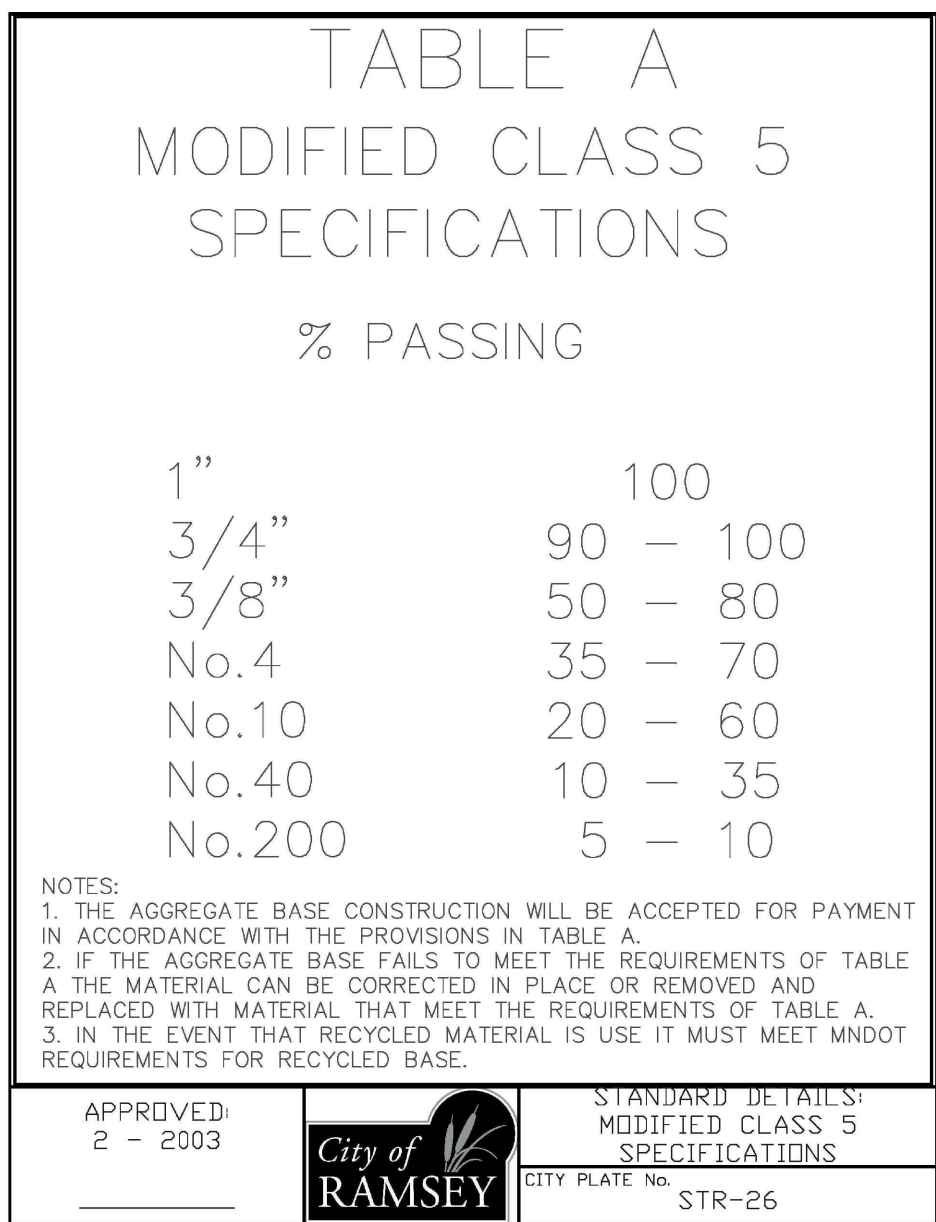 TABLE A
MODIFIED CLASS 5
SPECIFICATIONS
% PASSING
1" 100
3/4" 90 - 100
3/8" 50 - 80
No.4 35 - 70
No.10 20 - 60
No.40 10 - 35
No.200 5 - 10
NOTES:
1. THE AGGREGATE BASE CONSTRUCTION WILL BE ACCEPTED FOR PAYMENT
IN ACCORDANCE WITH THE PROVISIONS IN TABLE A.
2. IF THE AGGREGATE BASE FAILS TO MEET THE REQUIREMENTS OF TABLE
A THE MATERIAL CAN BE CORRECTED IN PLACE OR REMOVED AND
REPLACED WITH MATERIAL THAT MEET THE REQUIREMENTS OF TABLE A.
3. IN THE EVENT THAT RECYCLED MATERIAL IS USE IT MUST MEET MNDOT
REQUIREMENTS FOR RECYCLED BASE.
APPROVED:
2 - 2003
City of
RAMSEY
STANDARD DETAILS:
MODIFIED CLASS 5
SPECIFICATIONS
CITY PLATE No.
STR-26